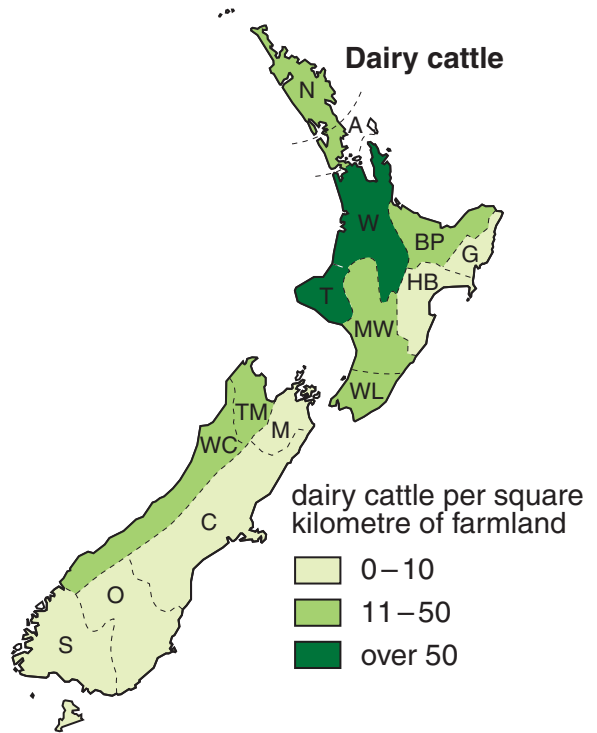 Dairy cattle
N
A
W
BP
G
HB
T
MW
WL
TM
M
WC
C
O
S
dairy cattle per square
kilometre of farmland
0–10
11–50
over 50